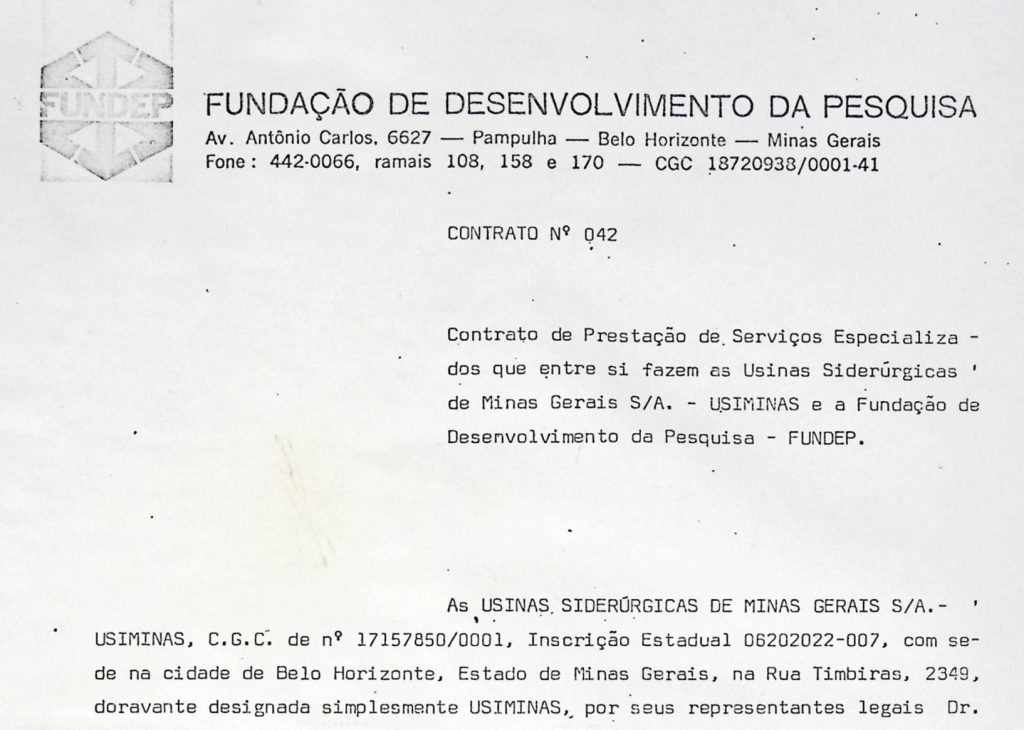 FUNDEP
FUNDAÇÃO DE DESENVOLVIMENTO DA PESQUISA
Av. Antônio Carlos, 6627 — Pampulha — Belo Horizonte — Minas Gerais
Fone: 442-0066, ramais 108, 158 e 170 — CGC 18720938/0001-41
CONTRATO Nº 042
Contrato de Prestação de Serviços Especializa -
dos que entre si fazem as Usinas Siderúrgicas '
de Minas Gerais S/A. - USIMINAS e a Fundação de
Desenvolvimento da Pesquisa - FUNDEP.
As USINAS SIDERÚRGICAS DE MINAS GERAIS S/A.- '
USIMINAS, C.G.C. de nº 17157850/0001, Inscrição Estadual 06202022-007, com se-
de na cidade de Belo Horizonte, Estado de Minas Gerais, na Rua Timbiras, 2349,
doravante designada simplesmente USIMINAS, por seus representantes legais Dr.